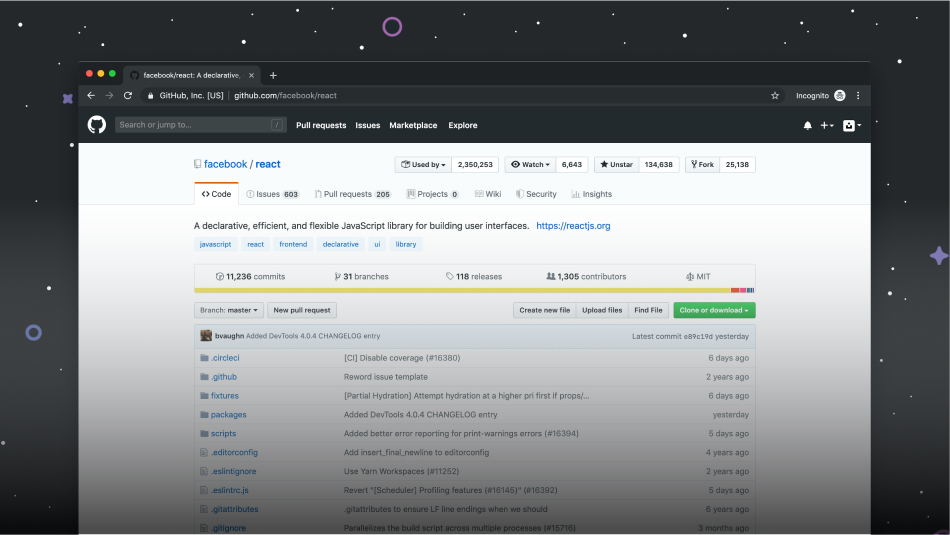 facebook/react: A declarative,
GitHub, Inc. [US] | github.com/facebook/react
Incognito
Search or jump to... /
Pull requests Issues Marketplace Explore
facebook / react
Used by 2,350,253 Watch 6,643 Unstar 134,638 Fork 25,138
Code Issues 603 Pull requests 205 Projects 0 Wiki Security Insights
A declarative, efficient, and flexible JavaScript library for building user interfaces. https://reactjs.org
javascript react frontend declarative ui library
11,236 commits 31 branches 118 releases 1,305 contributors MIT
Branch: master New pull request Create new file Upload files Find File Clone or download
bvaughn Added DevTools 4.0.4 CHANGELOG entry Latest commit e89c19d yesterday
.circleci [CI] Disable coverage (#16380) 6 days ago
.github Reword issue template 2 years ago
fixtures [Partial Hydration] Attempt hydration at a higher pri first if props/... 6 days ago
packages Added DevTools 4.0.4 CHANGELOG entry yesterday
scripts Added better error reporting for print-warnings errors (#16394) 5 days ago
.editorconfig Add insert_final_newline to editorconfig 4 years ago
.eslintignore Use Yarn Workspaces (#11252) 2 years ago
.eslintrc.js Revert "[Scheduler] Profiling features (#16145)" (#16392) 5 days ago
.gitattributes .gitattributes to ensure LF line endings when we should 6 years ago
.gitignore Parallelizes the build script across multiple processes (#15716) 3 months ago